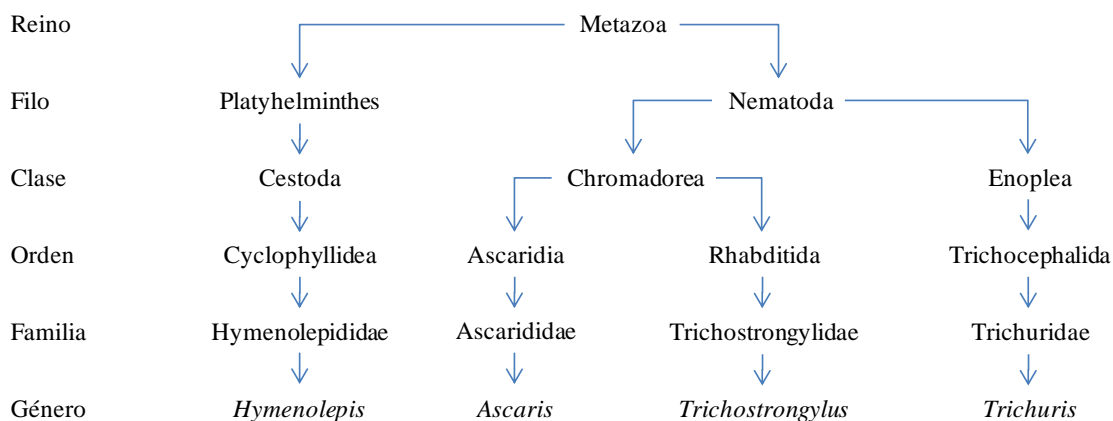 Reino Metazoa
Filo Platyhelminthes Nematoda
Clase Cestoda Chromadorea Enoplea
Orden Cyclophyllidea Ascaridia Rhabditida Trichocephalida
Familia Hymenolepididae Ascarididae Trichostrongylidae Trichuridae
Género Hymenolepis Ascaris Trichostrongylus Trichuris